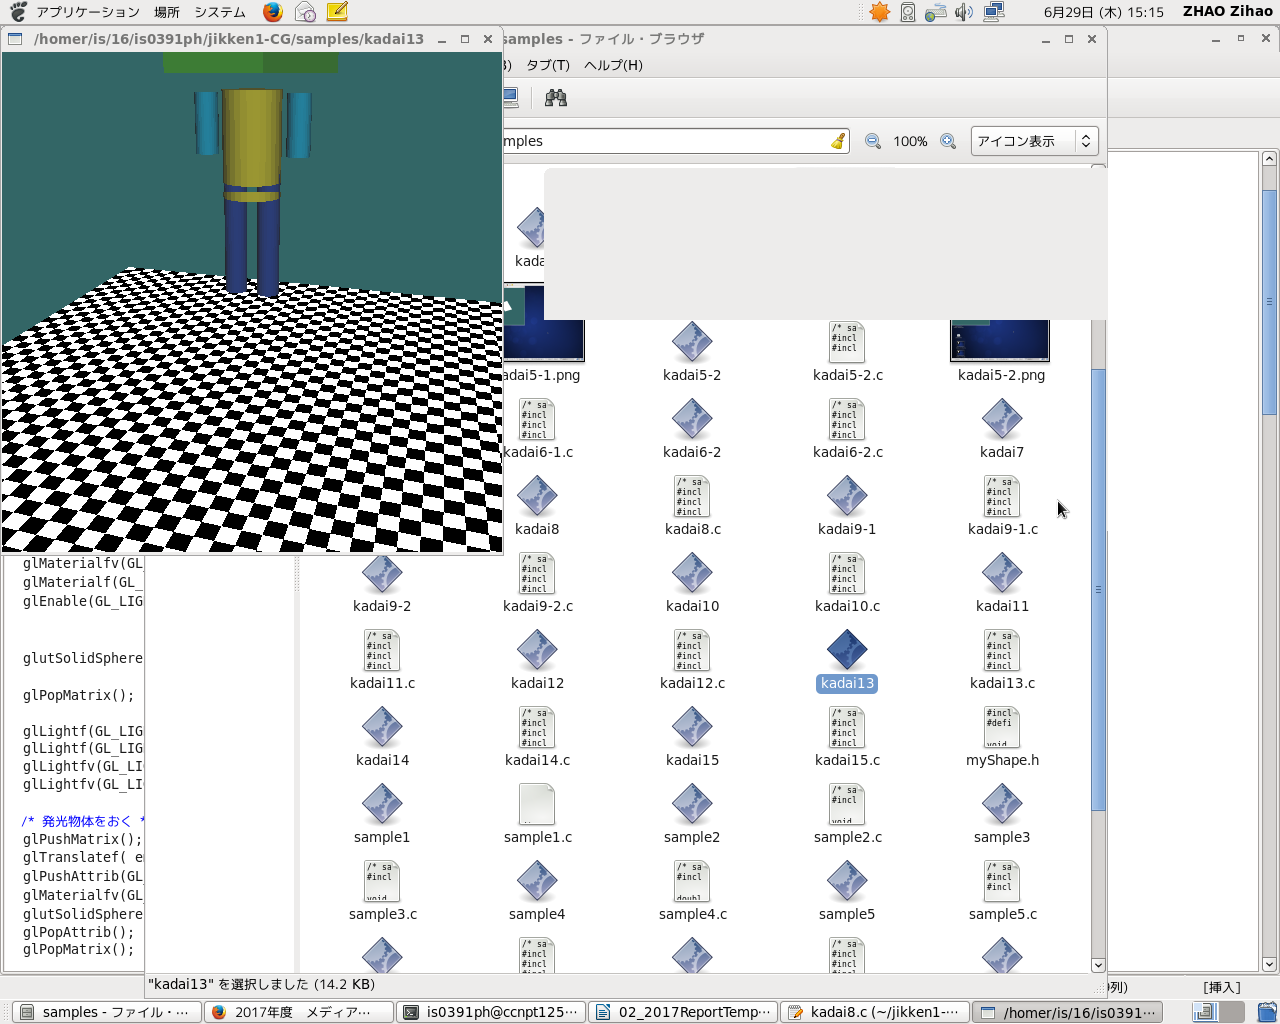 アプリケーション 場所 システム
6月29日 (木) 15:15 ZHAO Zihao
/homer/is/16/is0391ph/jikken1-CG/samples/kadai13
samples - ファイル・ブラウザ
タブ(T) ヘルプ(H)
mples
100%
アイコン表示
kada
adai5-1.png kadai5-2 kadai5-2.c kadai5-2.png
kadai6-1.c kadai6-2 kadai6-2.c kadai7
kadai8 kadai8.c kadai9-1 kadai9-1.c
kadai9-2 kadai9-2.c kadai10 kadai10.c kadai11
kadai11.c kadai12 kadai12.c kadai13 kadai13.c
kadai14 kadai14.c kadai15 kadai15.c myShape.h
sample1 sample1.c sample2 sample2.c sample3
sample3.c sample4 sample4.c sample5 sample5.c
glMaterialfv(GL_
glMaterialf(GL_
glEnable(GL_LIG
glutSolidSphere
glPopMatrix();
glLightf(GL_LIG
glLightf(GL_LIG
glLightfv(GL_LI
glLightfv(GL_LI
/* 発光物体をおく *
glPushMatrix();
glTranslatef( e
glPushAttrib(GL_
glMaterialfv(GL_
glutSolidSphere
glPopAttrib();
glPopMatrix();
"kadai13" を選択しました (14.2 KB)
列) [挿入]
samples - ファイル・...
2017年度 メディア...
is0391ph@ccnpt125...
02_2017ReportTemp...
kadai8.c (~/jikken1-...
/homer/is/16/is0391...